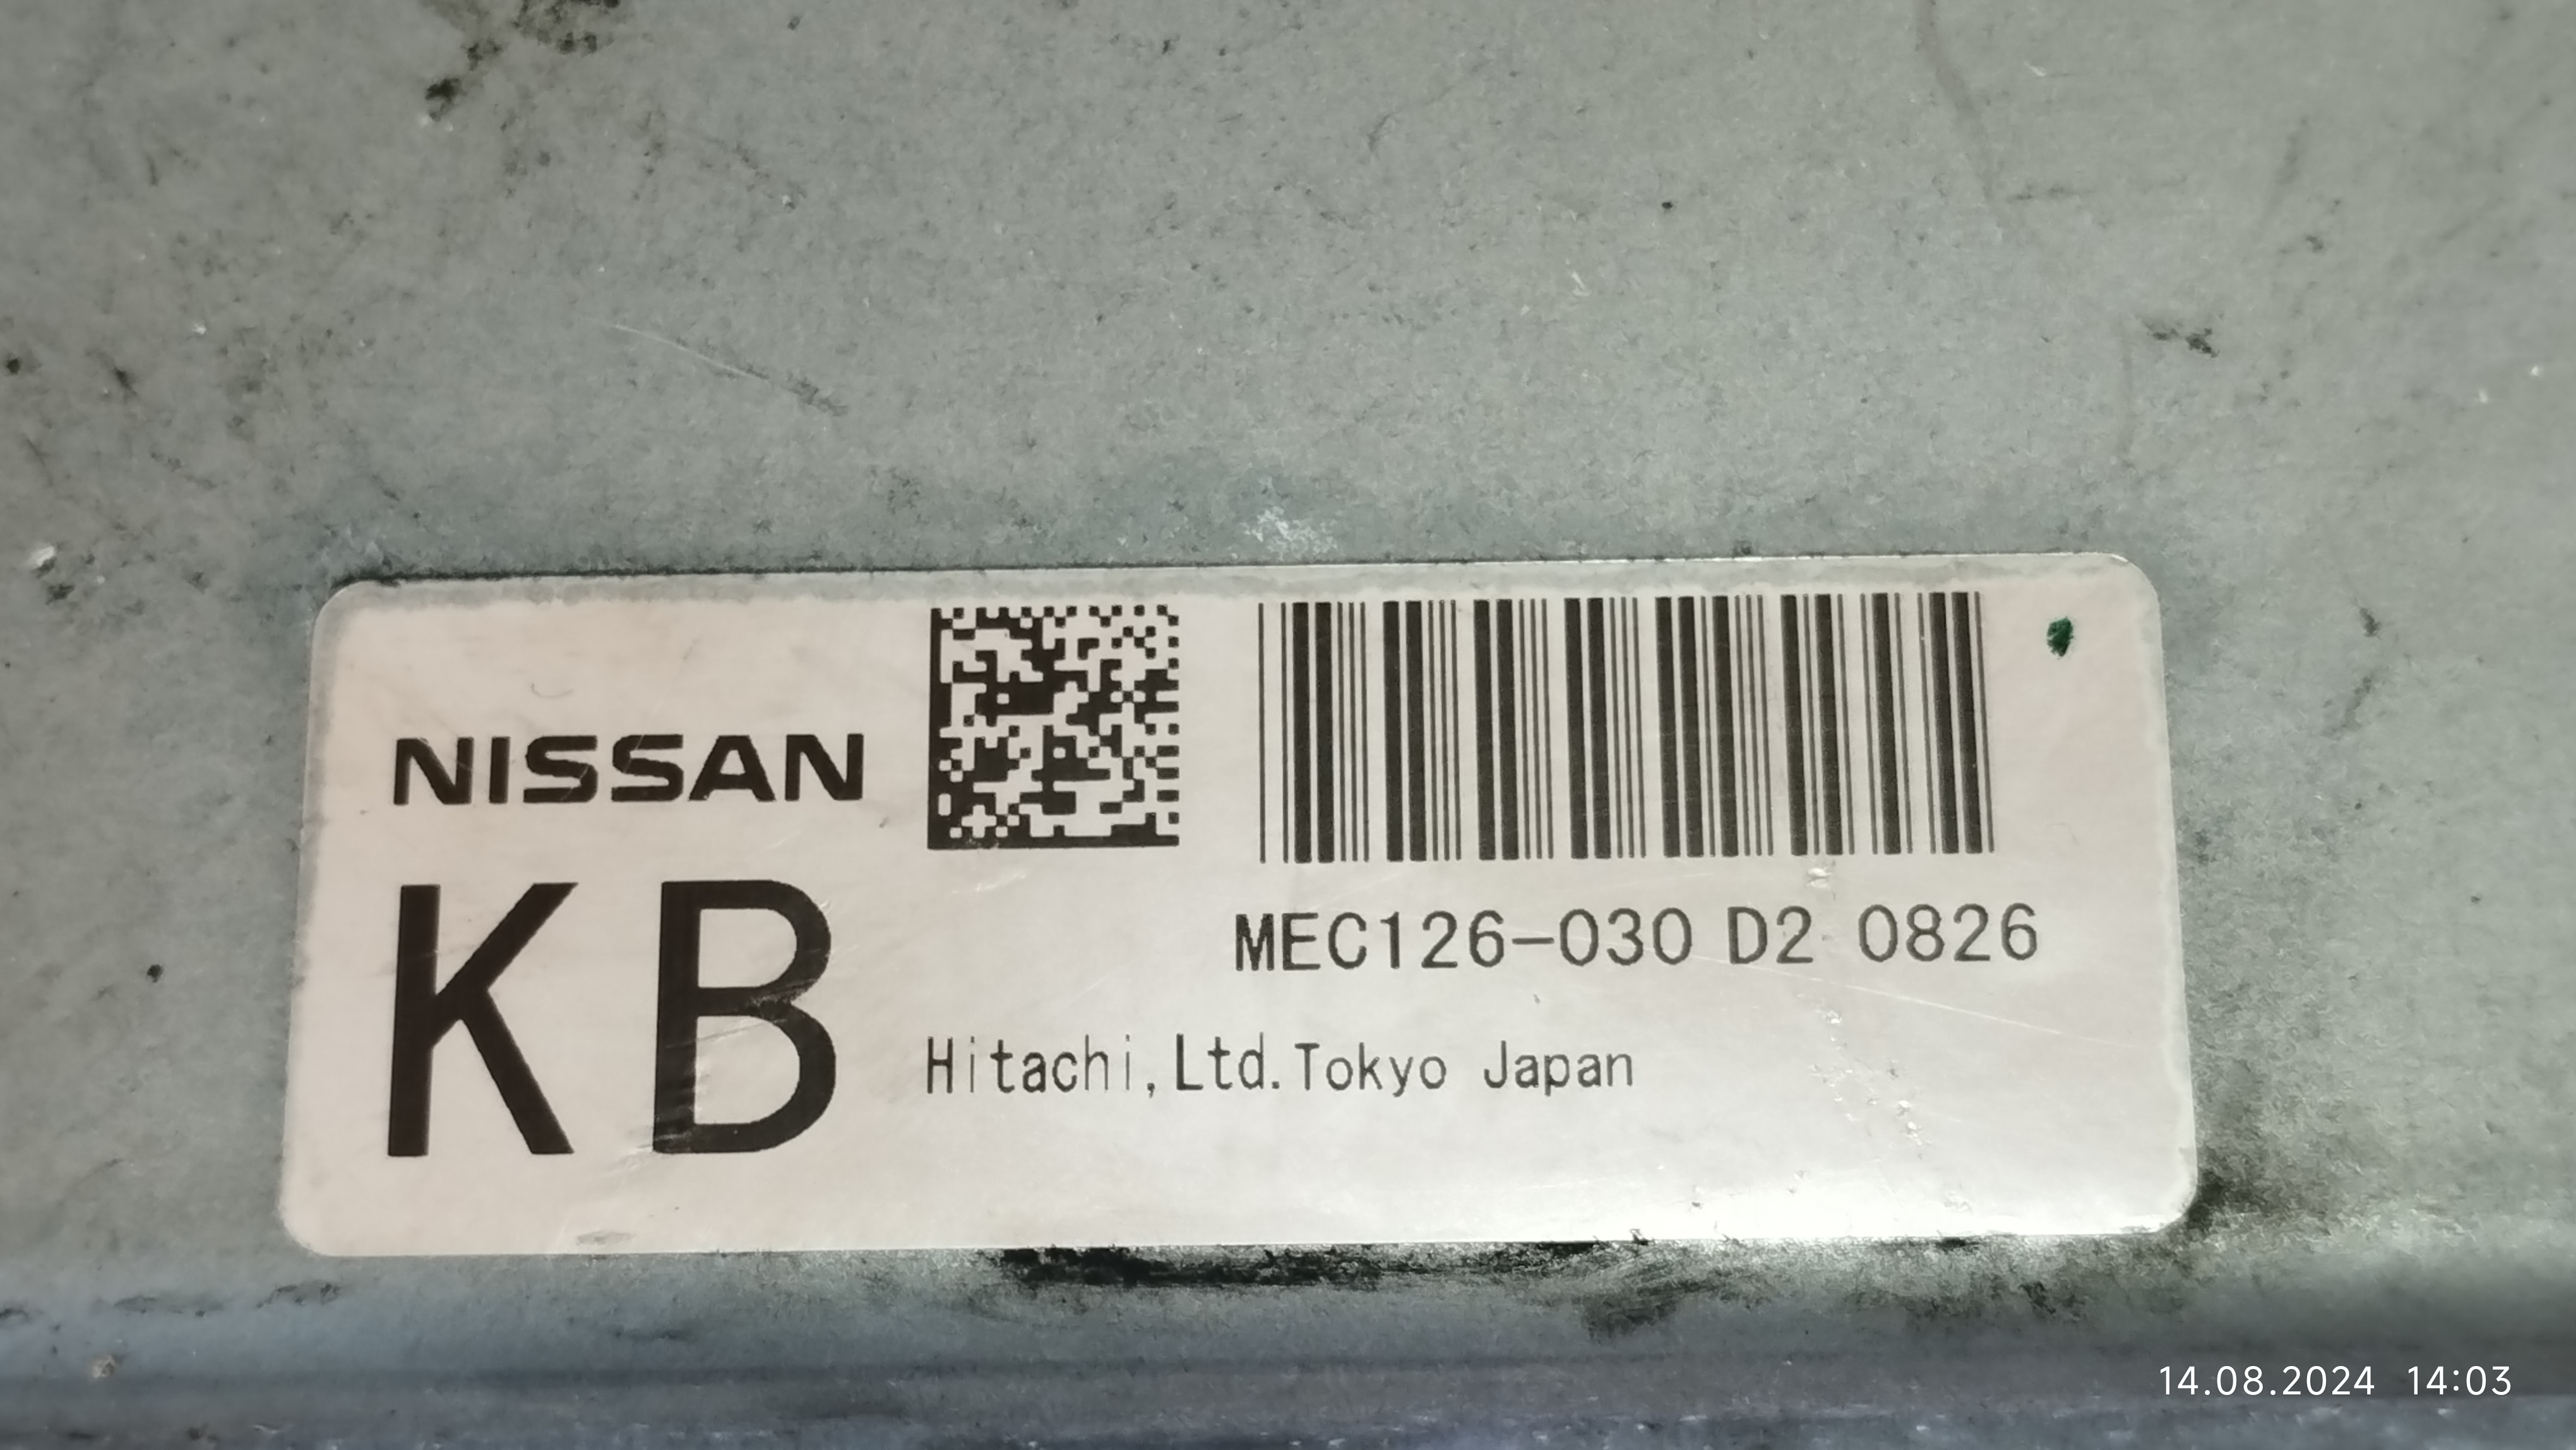 NISSAN
KB
MEC126-030 D2 0826
Hitachi,Ltd.Tokyo Japan
14.08.2024 14:03